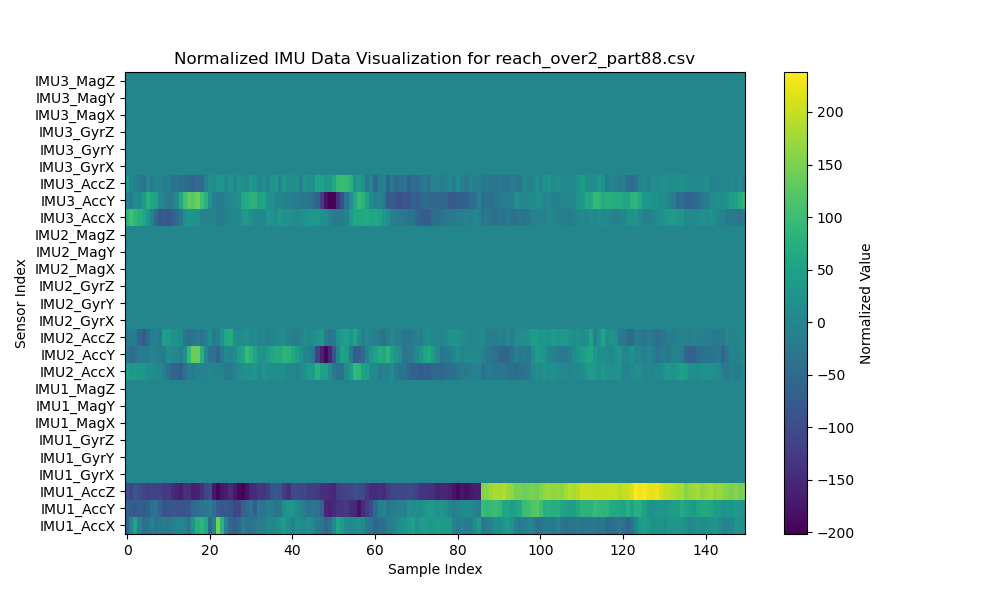 Normalized IMU Data Visualization for reach_over2_part88.csv
IMU3_MagZ
IMU3_MagY
IMU3_MagX
IMU3_GyrZ
IMU3_GyrY
IMU3_GyrX
IMU3_AccZ
IMU3_AccY
IMU3_AccX
IMU2_MagZ
IMU2_MagY
IMU2_MagX
IMU2_GyrZ
IMU2_GyrY
IMU2_GyrX
IMU2_AccZ
IMU2_AccY
IMU2_AccX
IMU1_MagZ
IMU1_MagY
IMU1_MagX
IMU1_GyrZ
IMU1_GyrY
IMU1_GyrX
IMU1_AccZ
IMU1_AccY
IMU1_AccX
Sensor Index
0 20 40 60 80 100 120 140
Sample Index
200
150
100
50
0
−50
−100
−150
−200
Normalized Value